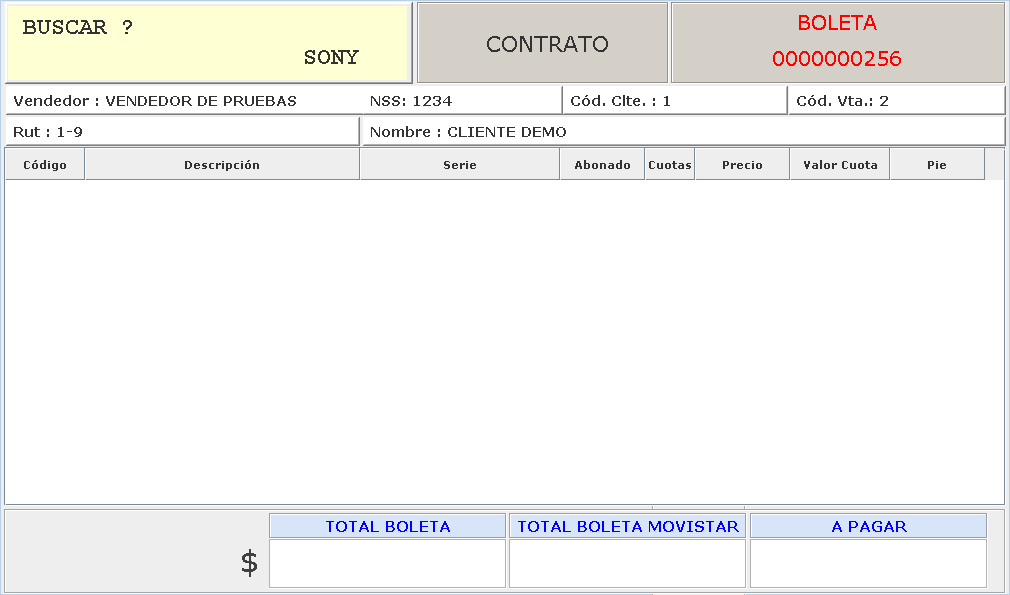 BUSCAR ?
SONY
CONTRATO
BOLETA
0000000256
Vendedor : VENDEDOR DE PRUEBAS NSS: 1234 Cód. Clte. : 1 Cód. Vta.: 2
Rut : 1-9 Nombre : CLIENTE DEMO
Código Descripción Serie Abonado Cuotas Precio Valor Cuota Pie
TOTAL BOLETA TOTAL BOLETA MOVISTAR A PAGAR
$